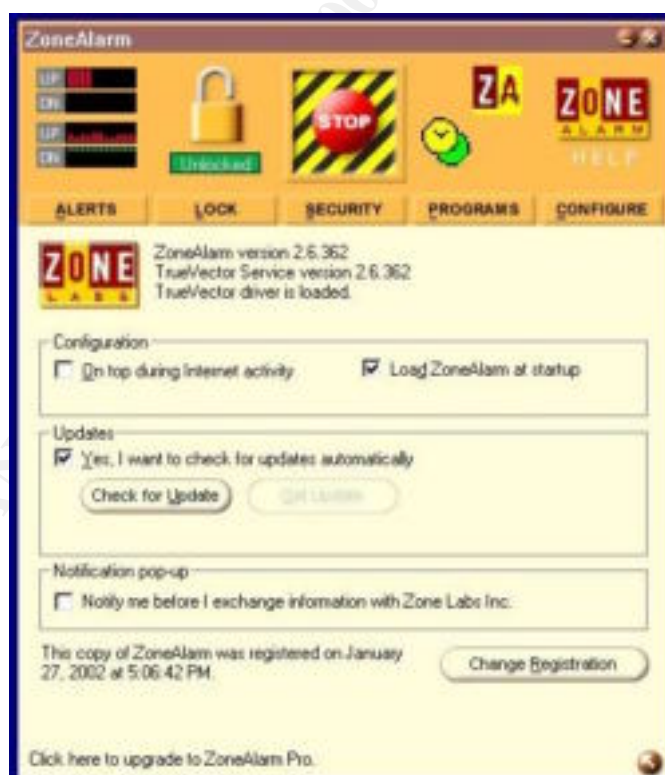 ZoneAlarm
UP
DN
UP
DN
Unlocked
STOP
ZA
ZONE
ALARM
HELP
ALERTS
LOCK
SECURITY
PROGRAMS
CONFIGURE
ZONE
LABS
ZoneAlarm version 2.6.362
TrueVector Service version 2.6.362
TrueVector driver is loaded.
Configuration
On top during Internet activity
Load ZoneAlarm at startup
Updates
Yes, I want to check for updates automatically
Check for Update
Get Update
Notification pop-up
Notify me before I exchange information with Zone Labs Inc.
This copy of ZoneAlarm was registered on January
27, 2002 at 5:06:42 PM.
Change Registration
Click here to upgrade to ZoneAlarm Pro.